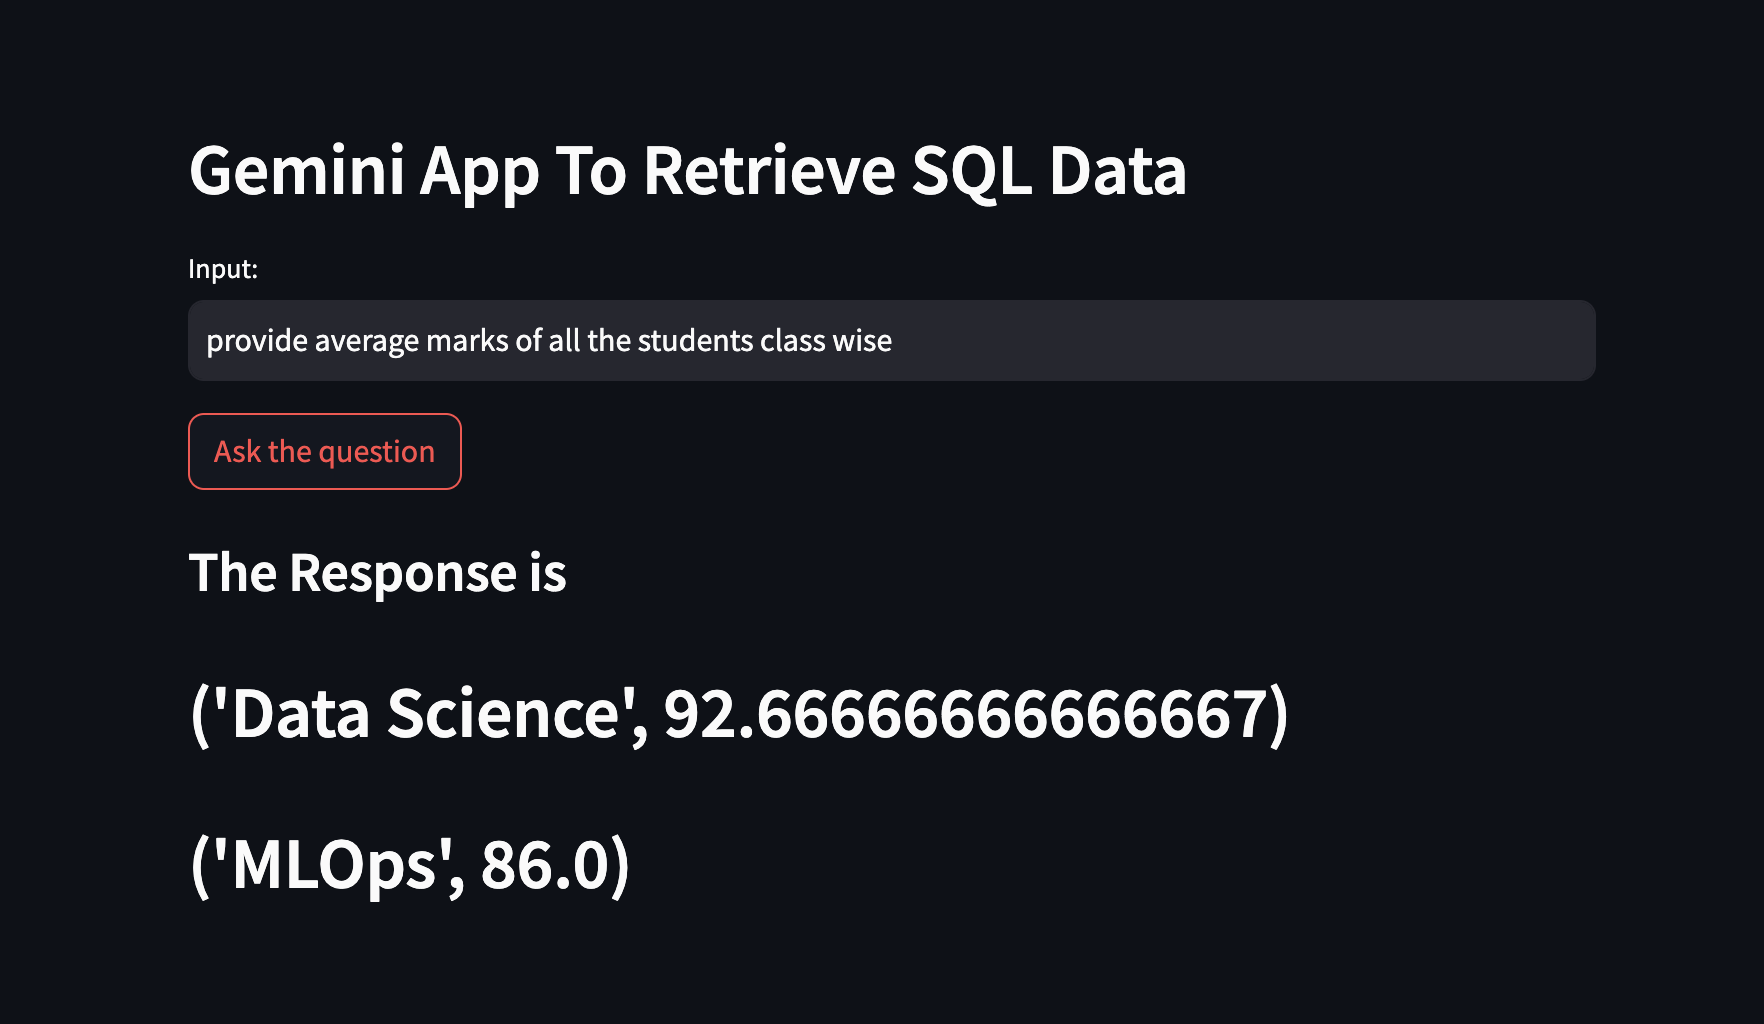 Gemini App To Retrieve SQL Data
Input:
provide average marks of all the students class wise
Ask the question
The Response is
('Data Science', 92.66666666666667)
('MLOps', 86.0)